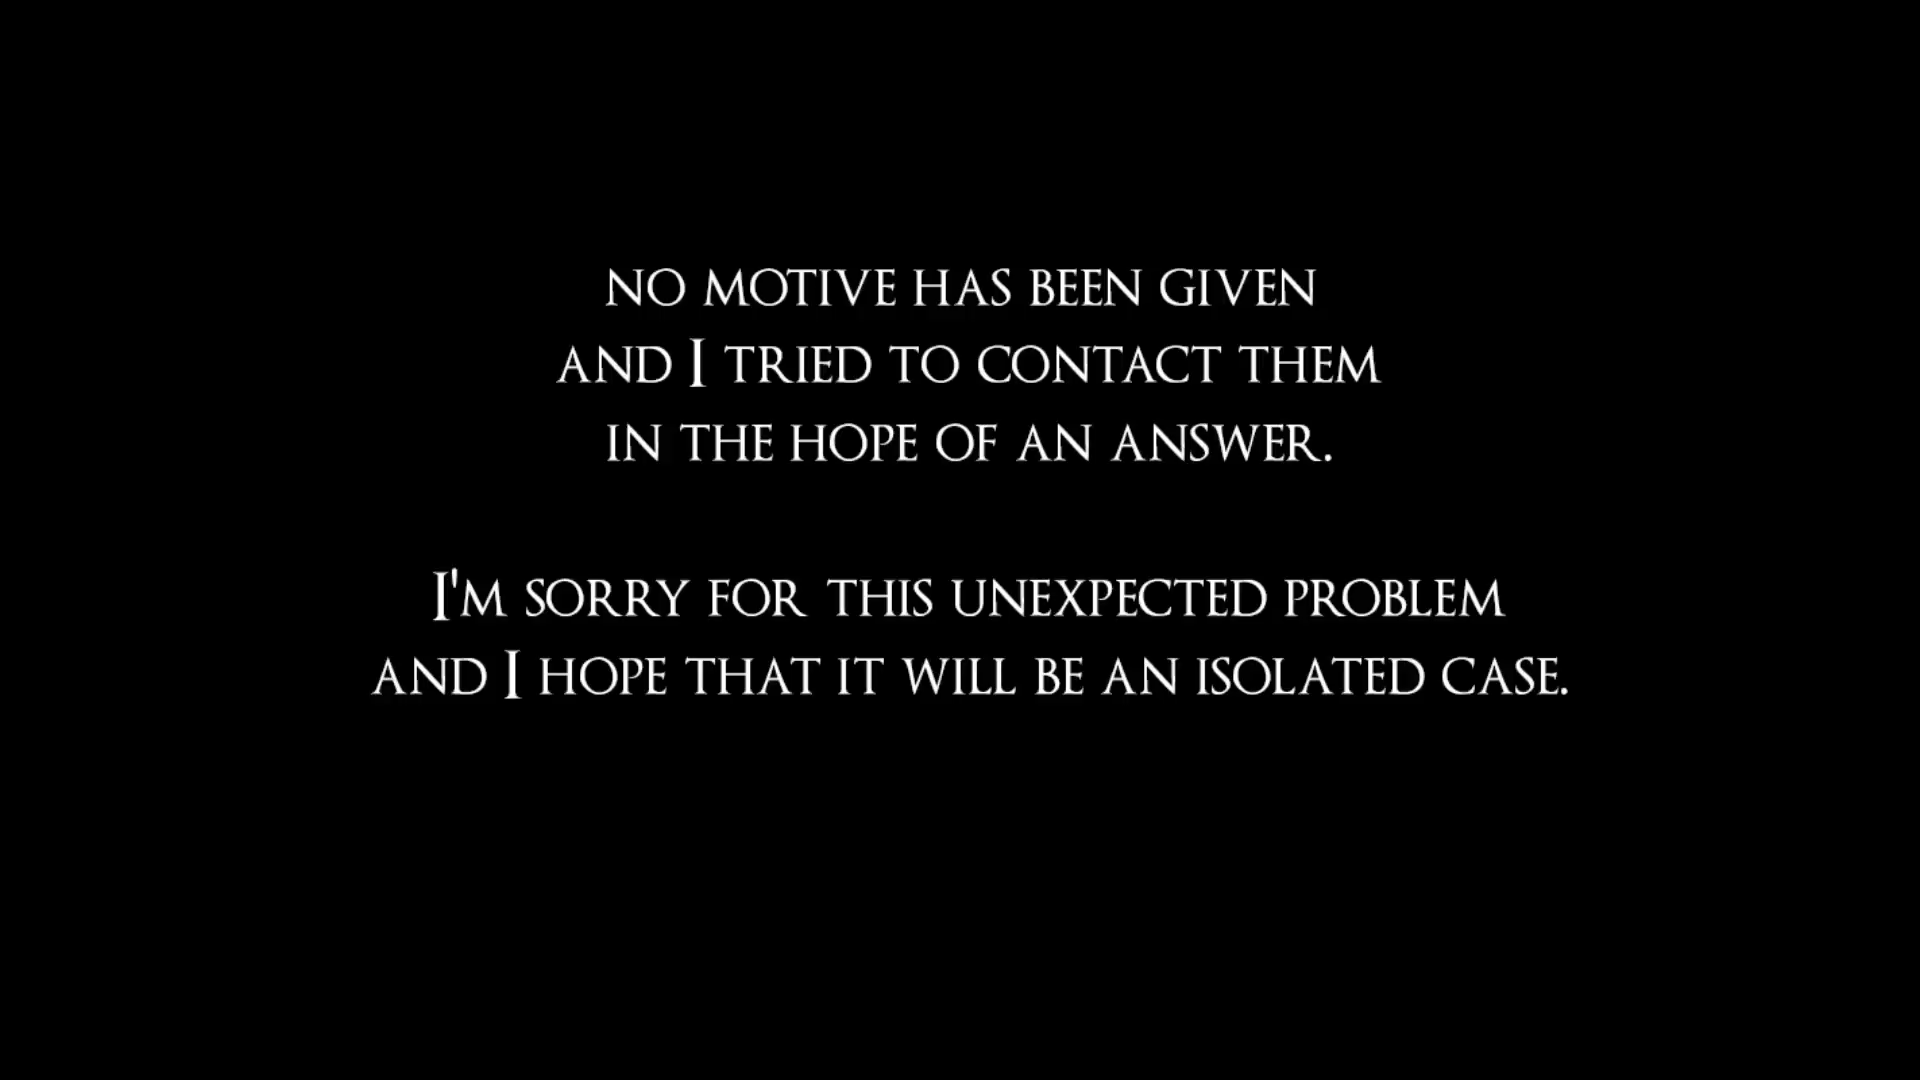 NO MOTIVE HAS BEEN GIVEN
AND I TRIED TO CONTACT THEM
IN THE HOPE OF AN ANSWER.
I'M SORRY FOR THIS UNEXPECTED PROBLEM
AND I HOPE THAT IT WILL BE AN ISOLATED CASE.